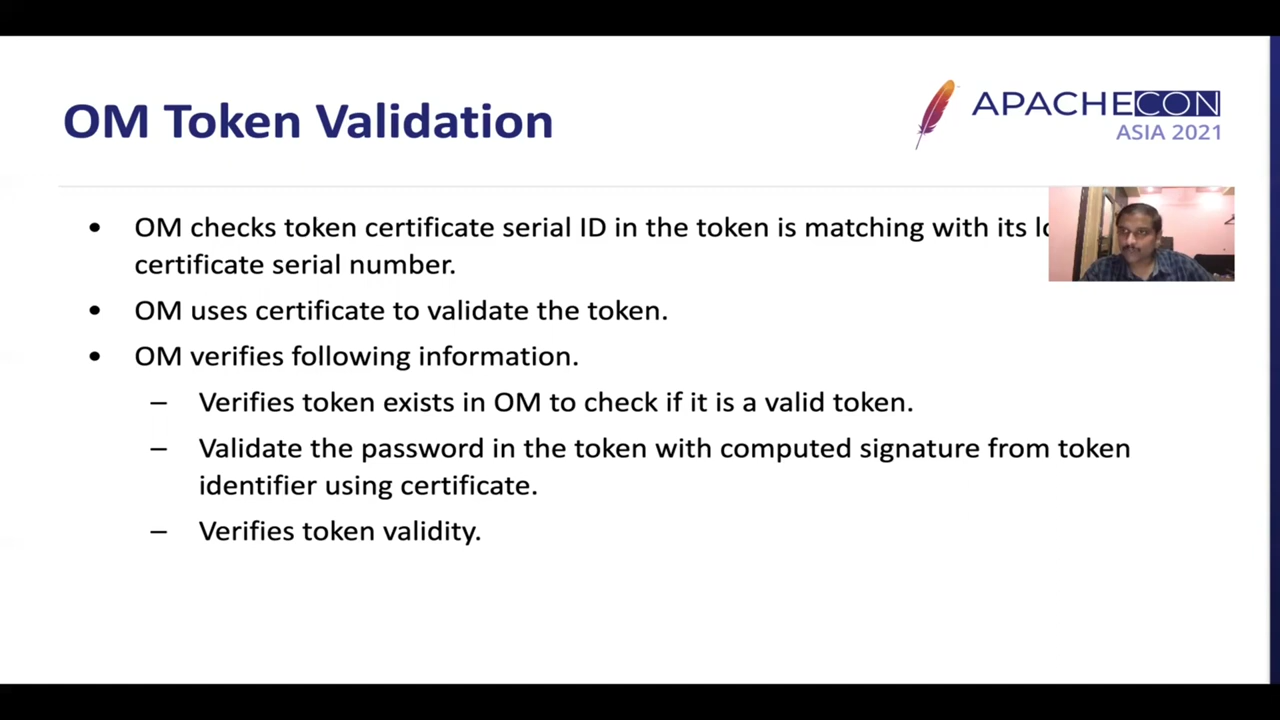 OM Token Validation
APACHECON
ASIA 2021
• OM checks token certificate serial ID in the token is matching with its
certificate serial number.
• OM uses certificate to validate the token.
• OM verifies following information.
– Verifies token exists in OM to check if it is a valid token.
– Validate the password in the token with computed signature from token
identifier using certificate.
– Verifies token validity.